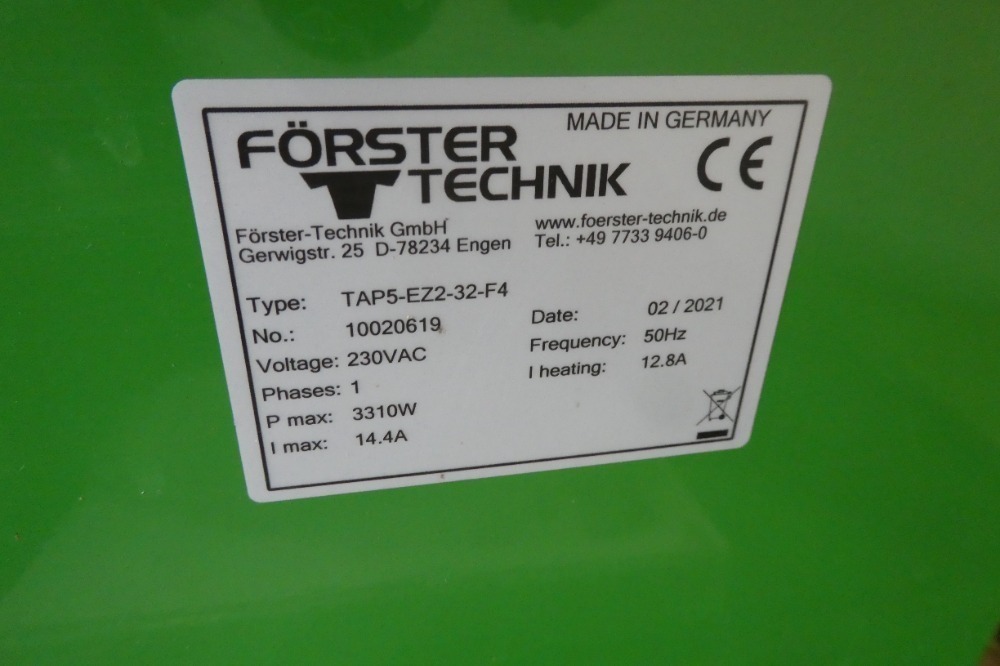 MADE IN GERMANY
FÖRSTER
TECHNIK
CE
Förster-Technik GmbH
Gerwigstr. 25 D-78234 Engen
www.foerster-technik.de
Tel.: +49 7733 9406-0
Type: TAP5-EZ2-32-F4
No.: 10020619
Voltage: 230VAC
Phases: 1
P max: 3310W
I max: 14.4A
Date: 02 / 2021
Frequency: 50Hz
I heating: 12.8A